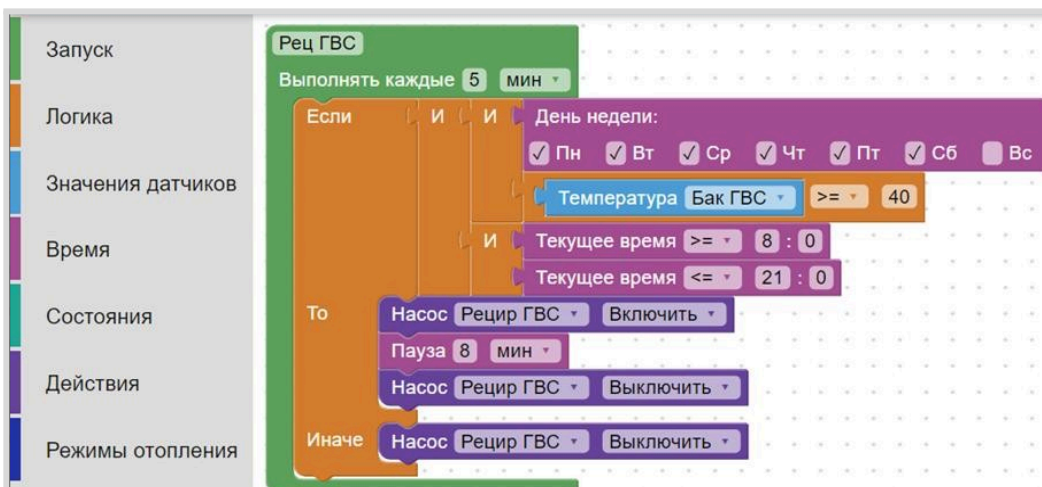 Запуск
Логика
Значения датчиков
Время
Состояния
Действия
Режимы отопления
Рец ГВС
Выполнять каждые 5 мин
Если И И День недели:
Пн Вт Ср Чт Пт Сб Вс
Температура Бак ГВС >= 40
И Текущее время >= 8 : 0
Текущее время <= 21 : 0
То Насос Рецир ГВС Включить
Пауза 8 мин
Насос Рецир ГВС Выключить
Иначе Насос Рецир ГВС Выключить